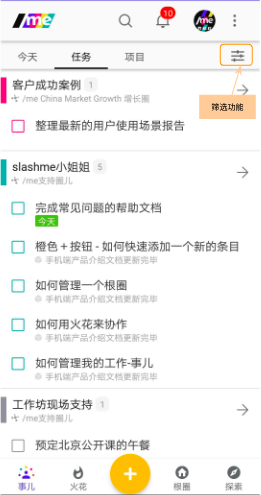 /me
10
/me
今天 任务 项目
筛选功能
客户成功案例 1
/me China Market Growth 增长圈
整理最新的用户使用场景报告
slashme小姐姐 5
/me支持圈儿
完成常见问题的帮助文档
今天
橙色 + 按钮 - 如何快速添加一个新的条目
手机端产品介绍文档更新完毕
如何管理一个根圈
手机端产品介绍文档更新完毕
如何用火花来协作
手机端产品介绍文档更新完毕
如何管理我的工作-事儿
手机端产品介绍文档更新完毕
工作坊现场支持 1
/me支持圈儿
预定北京公开课的午餐
事儿 火花 根圈 探索